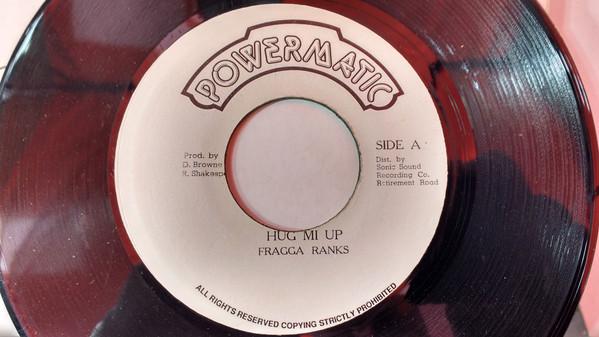 POWERMATIC
SIDE A
Prod. by
D. Browne
R. Shakespe
Dist. by
Sonic Sound
Recording Co.
Retirement Road
HUG MI UP
FRAGGA RANKS
ALL RIGHTS RESERVED COPYING STRICTLY PROHIBITED